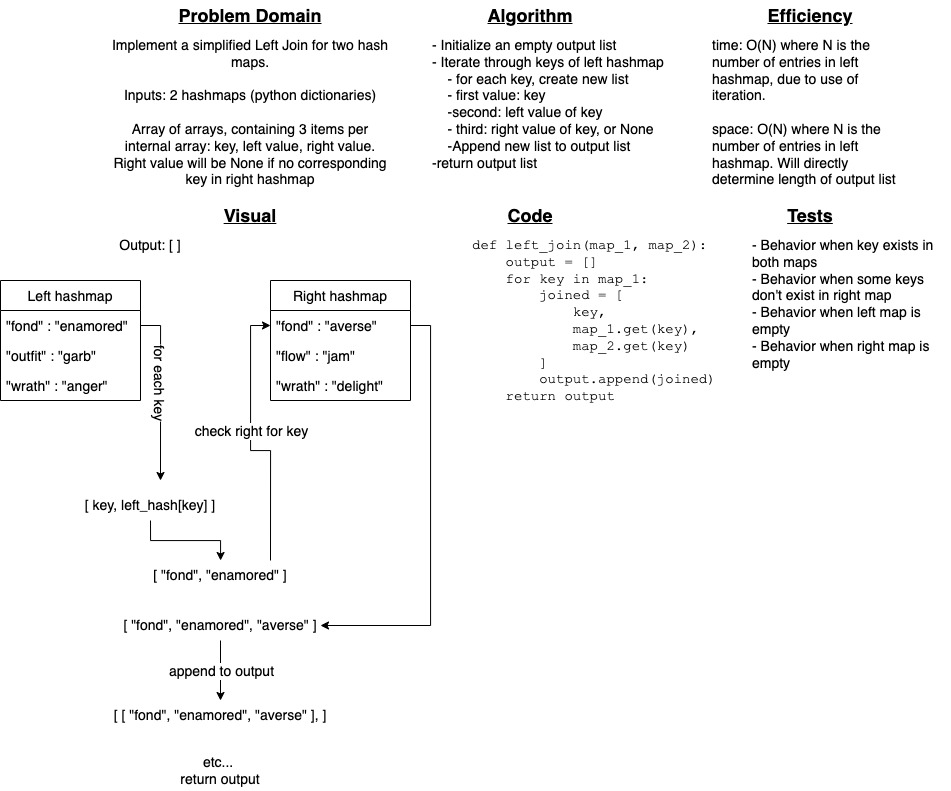 Problem Domain
Implement a simplified Left Join for two hash
maps.
Inputs: 2 hashmaps (python dictionaries)
Array of arrays, containing 3 items per
internal array: key, left value, right value.
Right value will be None if no corresponding
key in right hashmap
Algorithm
- Initialize an empty output list
- Iterate through keys of left hashmap
- for each key, create new list
- first value: key
-second: left value of key
- third: right value of key, or None
-Append new list to output list
-return output list
Efficiency
time: O(N) where N is the
number of entries in left
hashmap, due to use of
iteration.
space: O(N) where N is the
number of entries in left
hashmap. Will directly
determine length of output list
Visual
Output: [ ]
Left hashmap
"fond" : "enamored"
"outfit" : "garb"
"wrath" : "anger"
Right hashmap
"fond" : "averse"
"flow" : "jam"
"wrath" : "delight"
for each key
check right for key
[ key, left_hash[key] ]
[ "fond", "enamored" ]
[ "fond", "enamored", "averse" ]
append to output
[ [ "fond", "enamored", "averse" ], ]
etc...
return output
Code
def left_join(map_1, map_2):
    output = []
    for key in map_1:
        joined = [
            key,
            map_1.get(key),
            map_2.get(key)
        ]
        output.append(joined)
    return output
Tests
- Behavior when key exists in
both maps
- Behavior when some keys
don't exist in right map
- Behavior when left map is
empty
- Behavior when right map is
empty